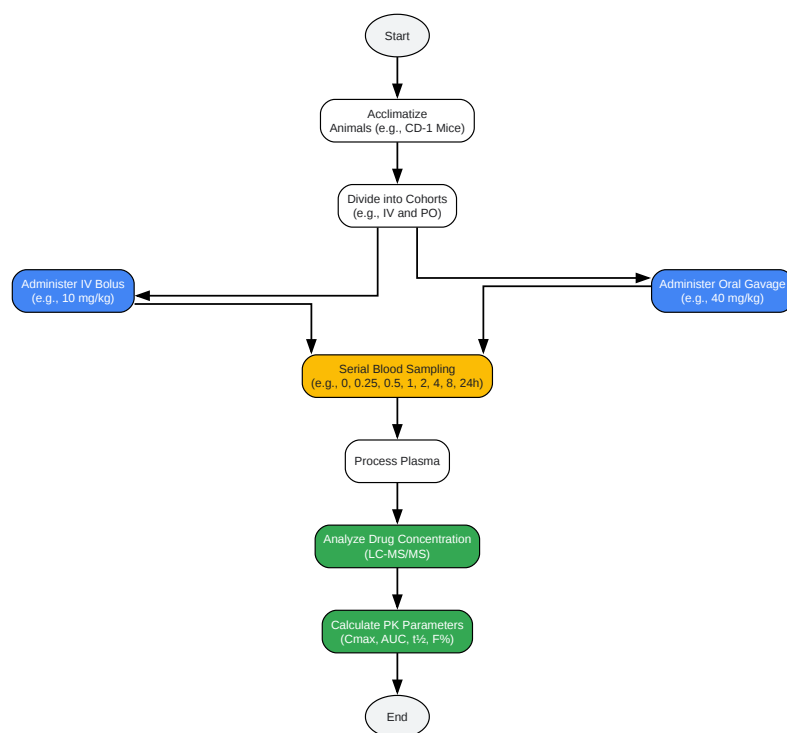 Start
Acclimatize
Animals (e.g., CD-1 Mice)
Divide into Cohorts
(e.g., IV and PO)
Administer IV Bolus
(e.g., 10 mg/kg)
Administer Oral Gavage
(e.g., 40 mg/kg)
Serial Blood Sampling
(e.g., 0, 0.25, 0.5, 1, 2, 4, 8, 24h)
Process Plasma
Analyze Drug Concentration
(LC-MS/MS)
Calculate PK Parameters
(Cmax, AUC, t½, F%)
End